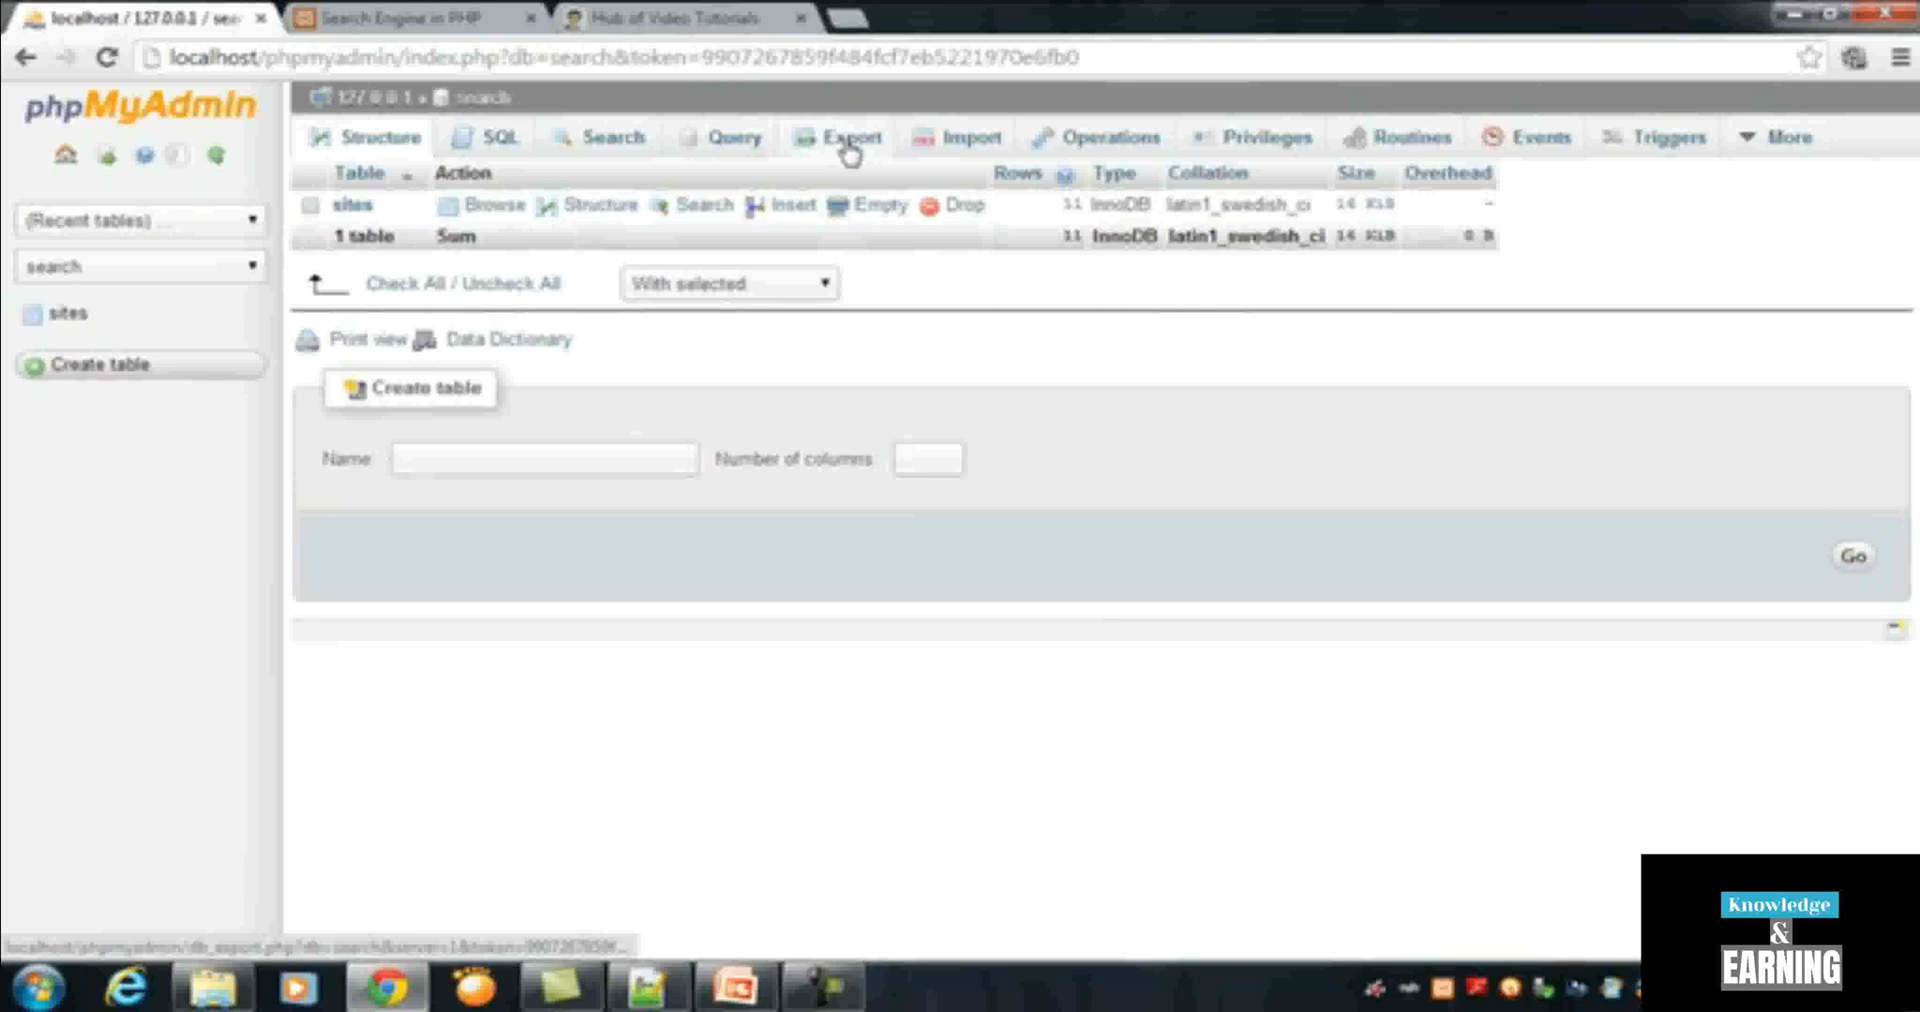 localhost / 127.0.0.1 / sear
Search Engine in PHP
Hub of Video Tutorials
localhost/phpmyadmin/index.php?db=search&token=9907267859f484fcf7eb5221970e6fb0
phpMyAdmin
127.0.0.1 » search
Structure SQL Search Query Export Import Operations Privileges Routines Events Triggers More
Table Action Rows Type Collation Size Overhead
sites Browse Structure Search Insert Empty Drop 11 InnoDB latin1_swedish_ci 16 KiB -
1 table Sum 11 InnoDB latin1_swedish_ci 16 KiB 0 B
(Recent tables) ...
search
sites
Create table
Check All / Uncheck All With selected
Print view Data Dictionary
Create table
Name Number of columns
Go
Knowledge
&
EARNING